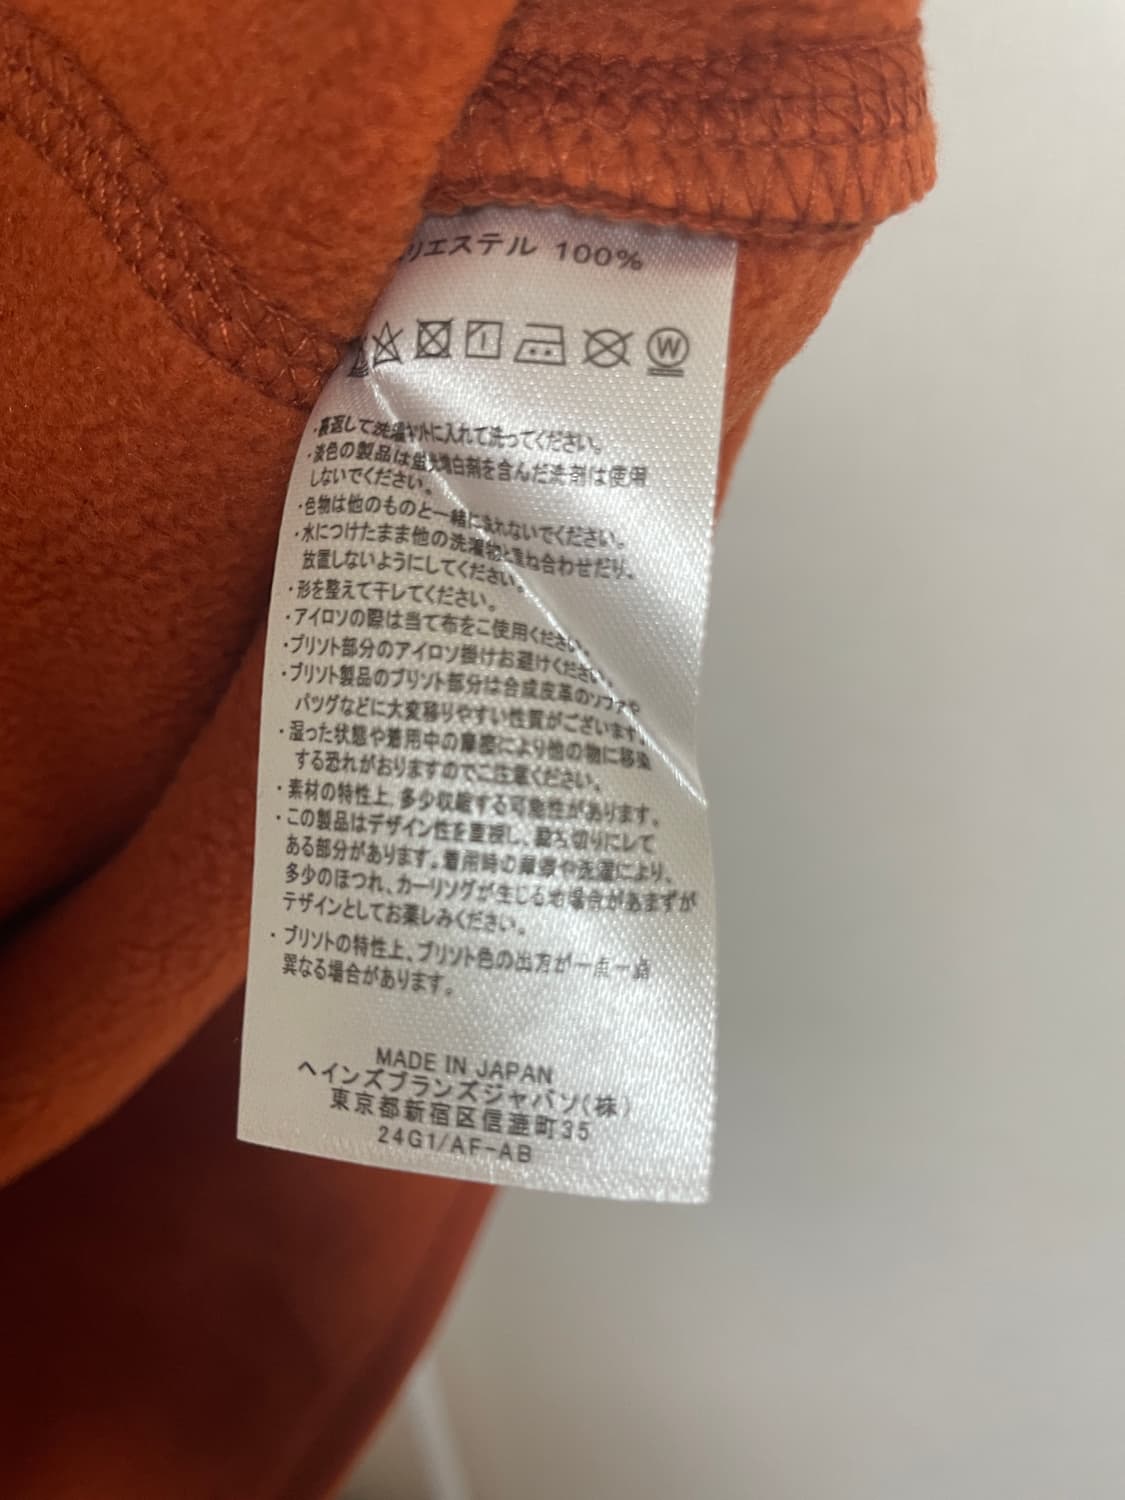 リエステル 100%
W
・裏返して洗濯ネットに入れて洗ってください。
・淡色の製品は蛍光増白剤を含んだ洗剤は使用
しないでください。
・色物は他のものと一緒に洗わないでください。
・水につけたまま他の洗濯物と重ね合わせだり、
放置しないようにしてください。
・形を整えて干レてください。
・アイロソの際は当て布をご使用ください。
・プリソト部分のアイロソ掛けお避けください。
・プリソト製品のプリソト部分は合成皮革のソファや
バツグなどに大変移りやすい性質がございます。
・湿った状態や着用中の摩擦により他の物に移染
する恐れがおりますのでご注意ください。
・素材の特性上、多少収縮する可能性があります。
・この製品はデザイン性を重視し、裁ち切りにレて
ある部分があります。着用時の摩擦や洗濯により、
多少のほつれ、カーリソグが生じる場合があまずが
テザインとしてお薬しみください。
・プリソトの特性上、プリソト色の出方が一点一点
異なる場合があります。
MADE IN JAPAN
ヘインズブランズジャパソ(株)
東京都新宿区信濃町35
24G1/AF-AB